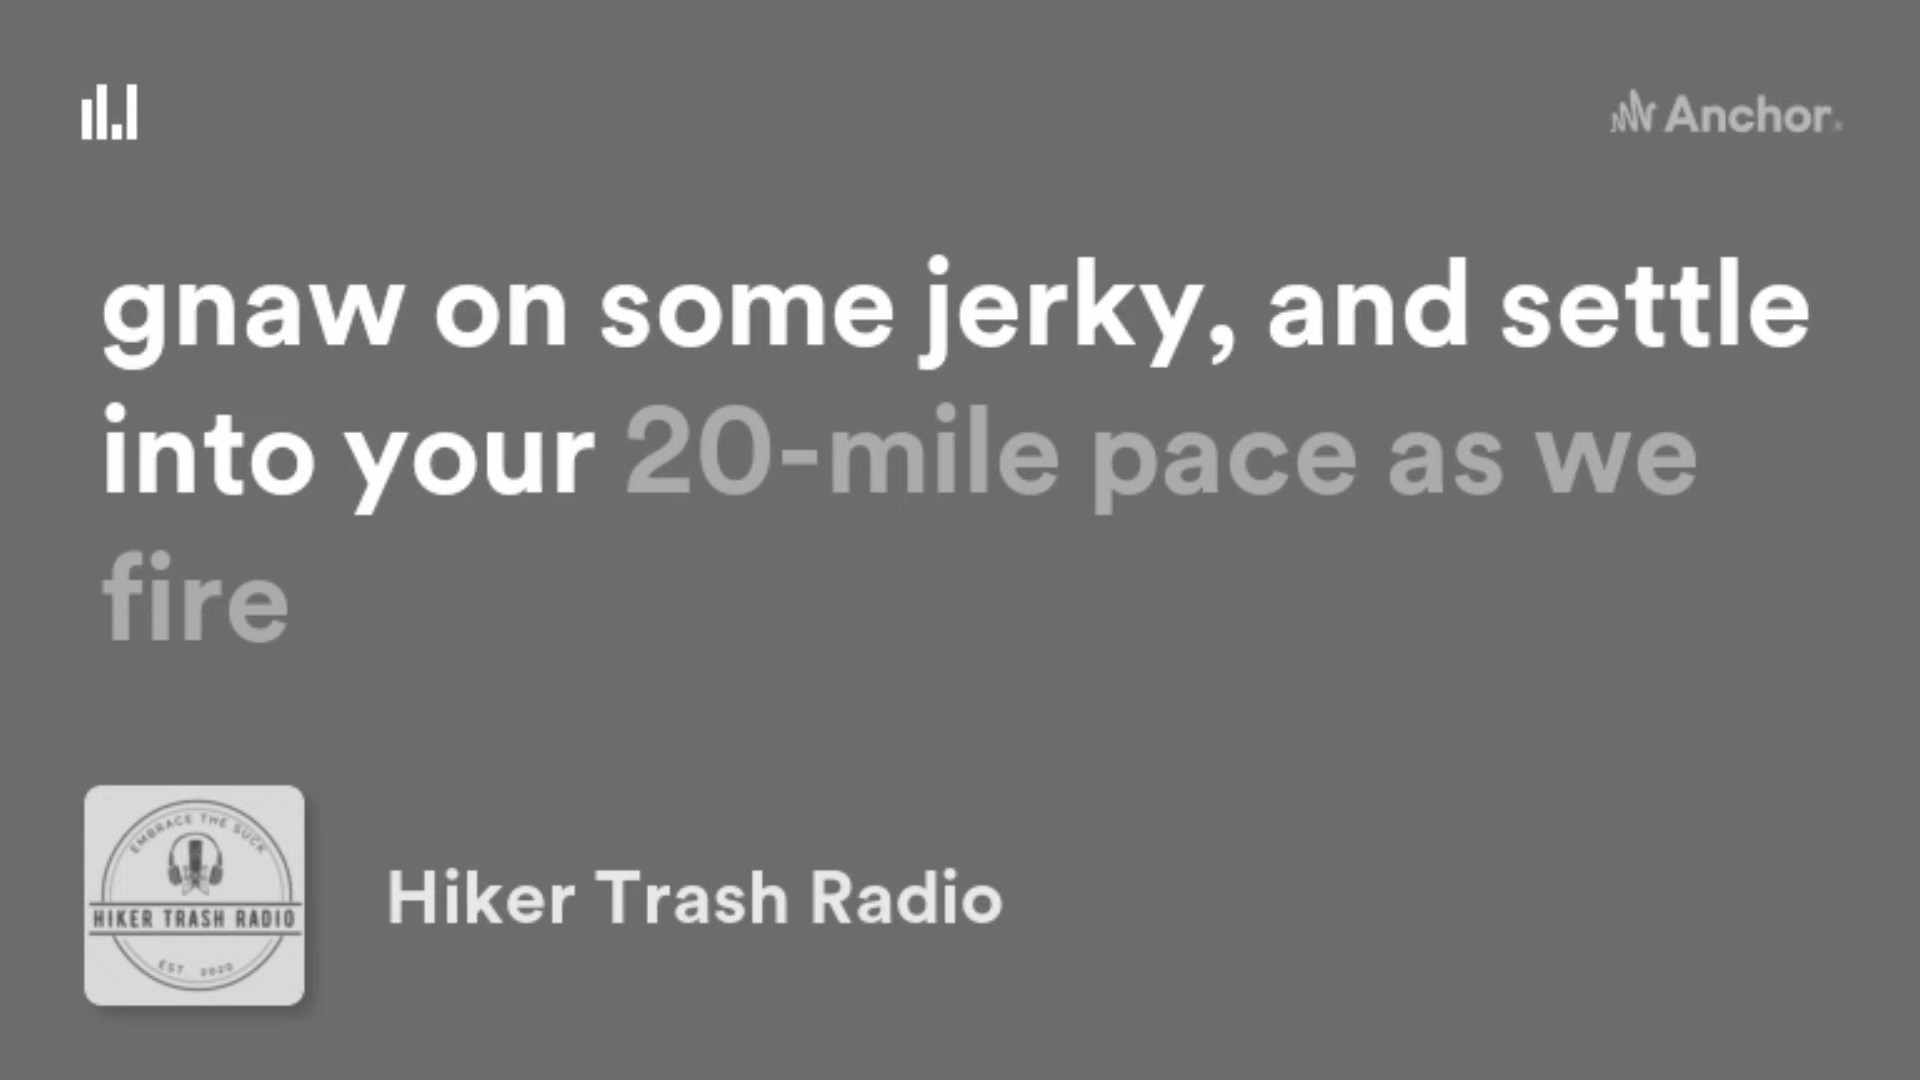 Anchor
gnaw on some jerky, and settle
into your 20-mile pace as we
fire
EMBRACE THE SUCK
HIKER TRASH RADIO
EST. 2020
Hiker Trash Radio